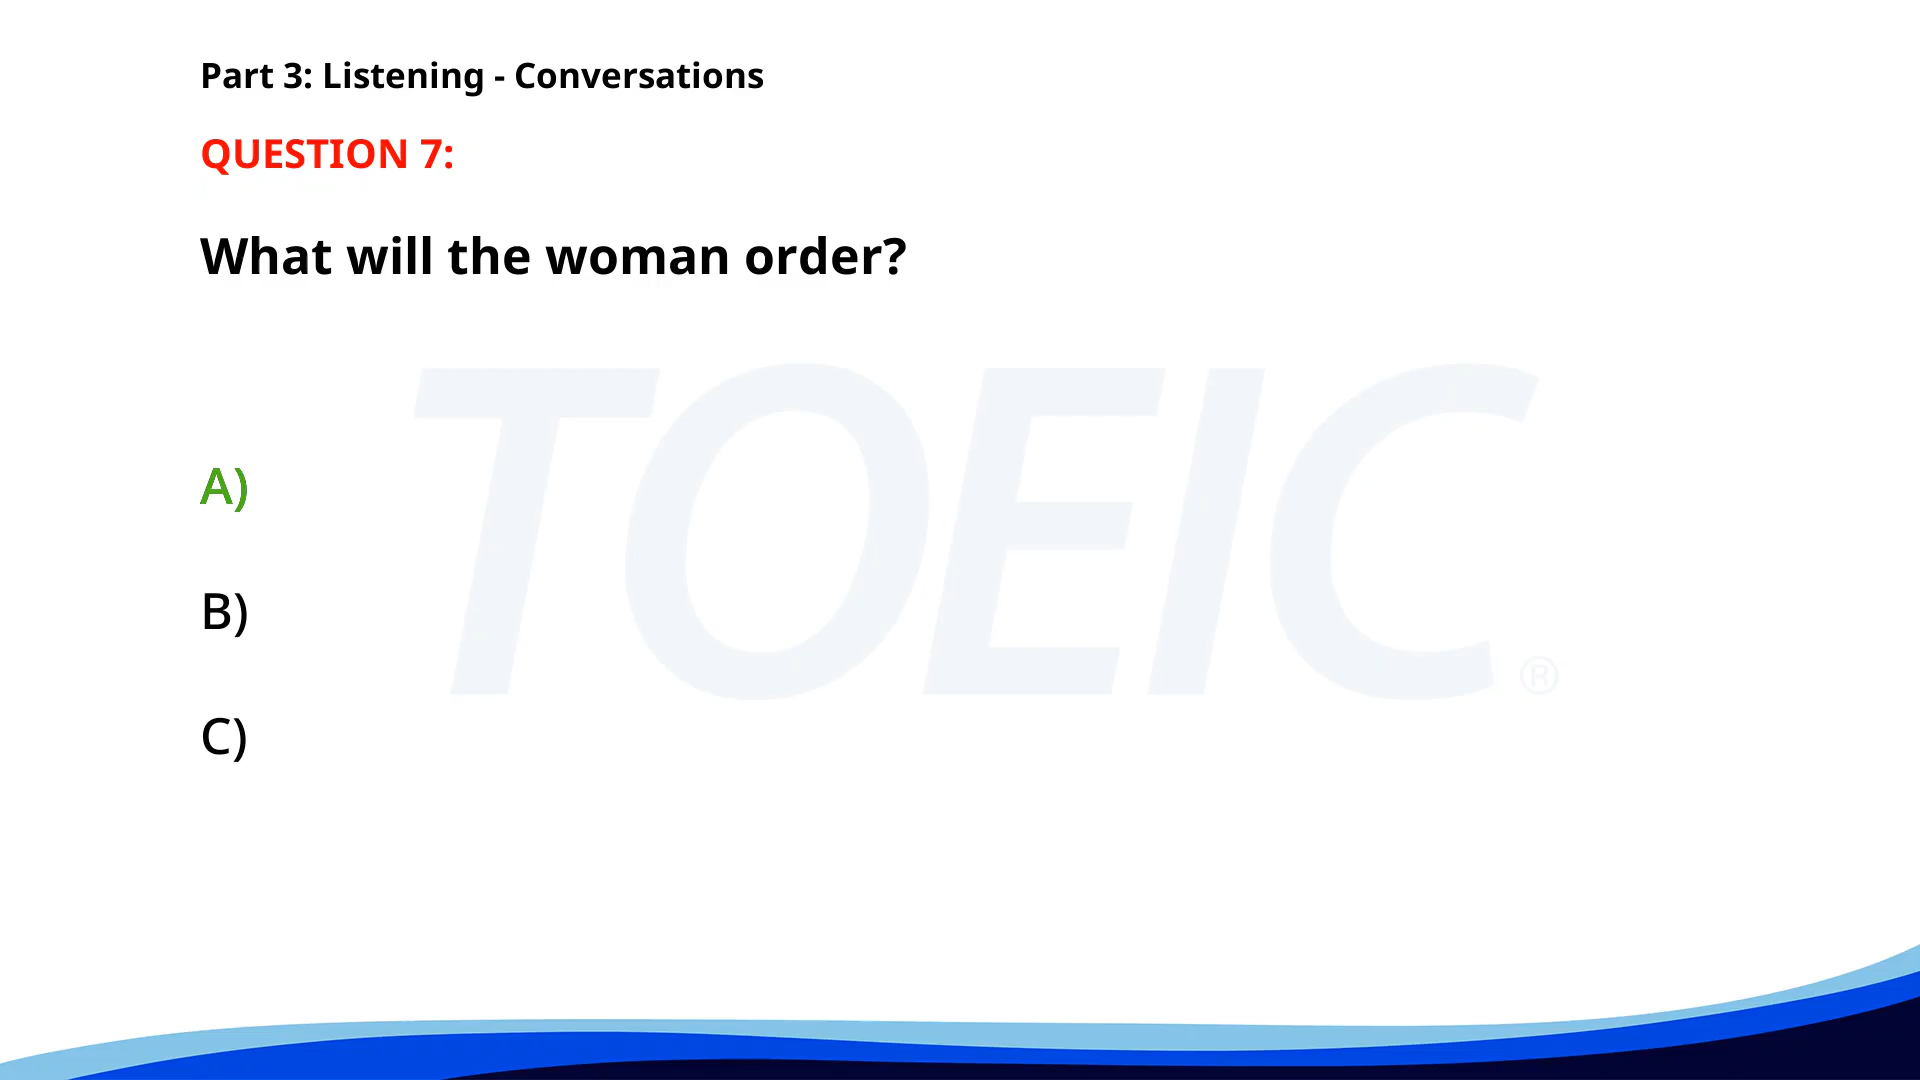 Part 3: Listening - Conversations
QUESTION 7:
What will the woman order?
TOEIC®
A)
B)
C)